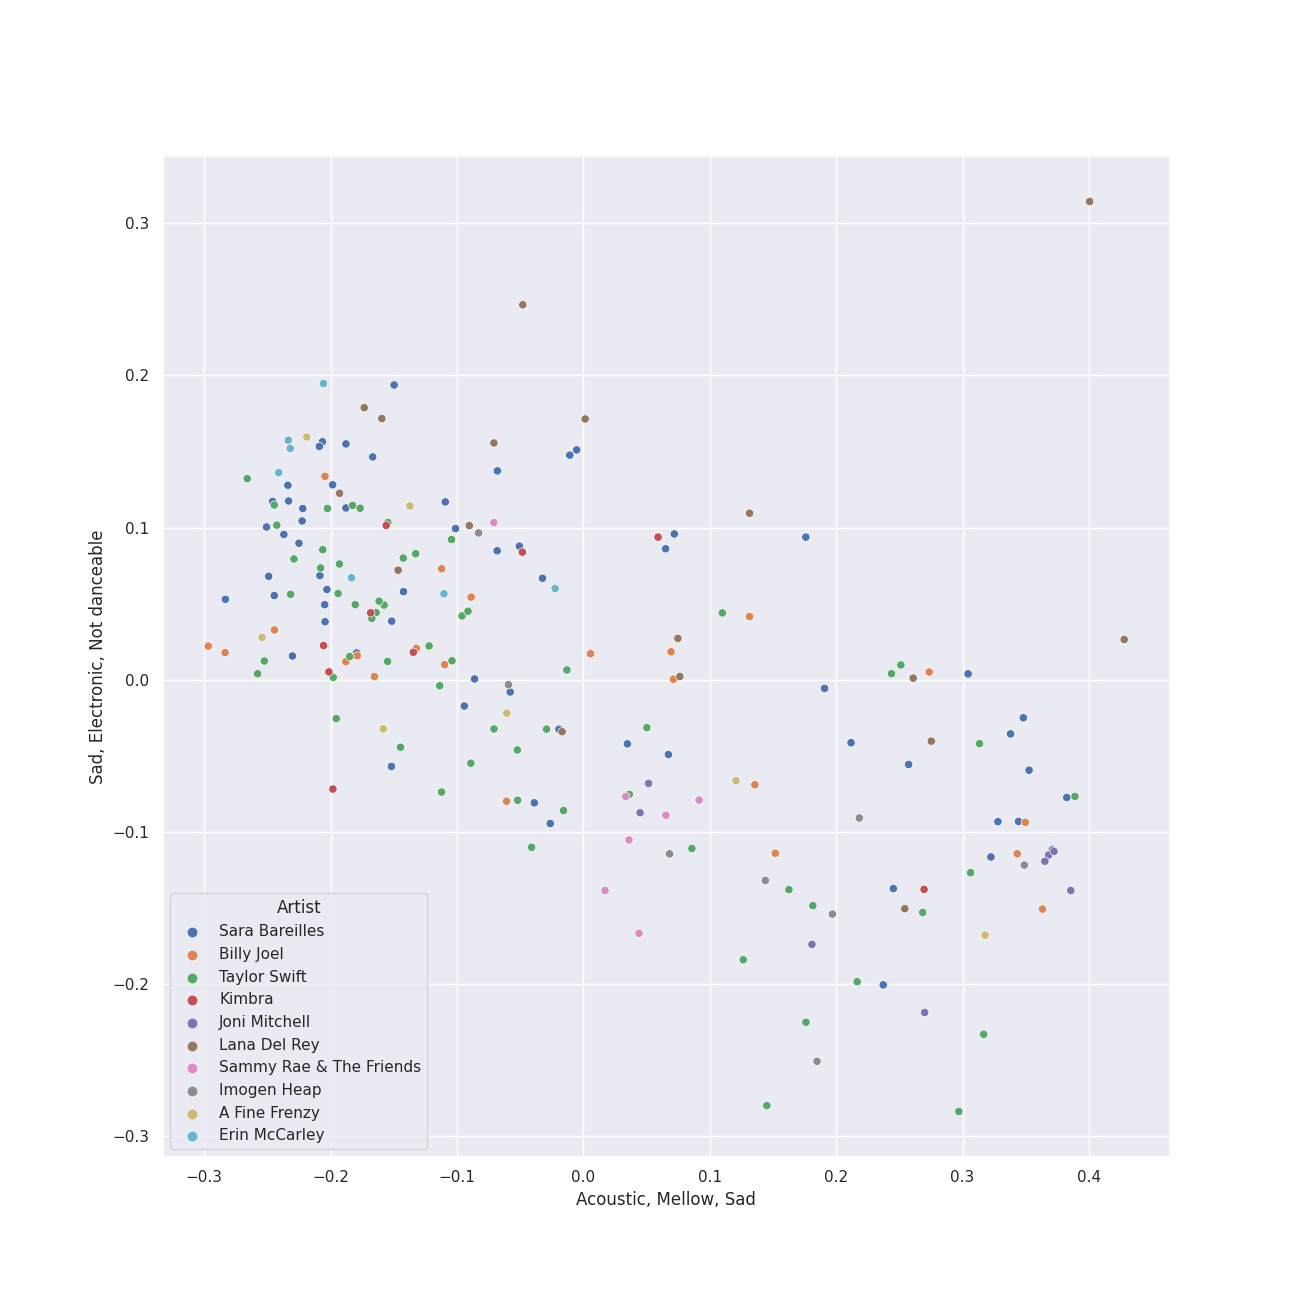 0.3
0.2
0.1
0.0
−0.1
−0.2
−0.3
Sad, Electronic, Not danceable
Artist
Sara Bareilles
Billy Joel
Taylor Swift
Kimbra
Joni Mitchell
Lana Del Rey
Sammy Rae & The Friends
Imogen Heap
A Fine Frenzy
Erin McCarley
−0.3 −0.2 −0.1 0.0 0.1 0.2 0.3 0.4
Acoustic, Mellow, Sad